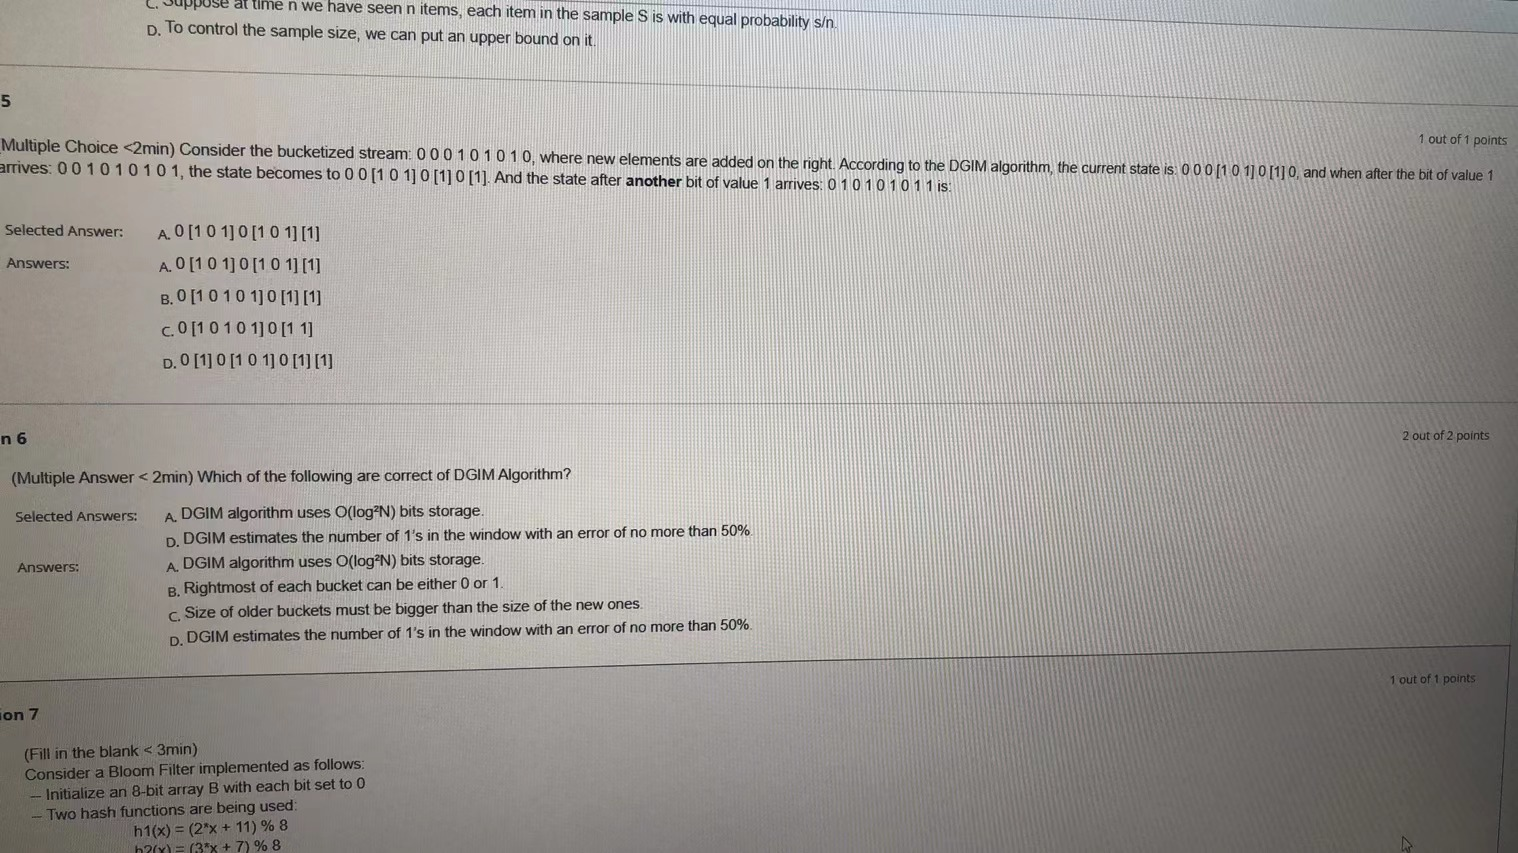 C. Suppose at time n we have seen n items, each item in the sample S is with equal probability s/n.
D. To control the sample size, we can put an upper bound on it.
5
1 out of 1 points
Multiple Choice <2min) Consider the bucketized stream: 0 0 0 1 0 1 0 1 0, where new elements are added on the right. According to the DGIM algorithm, the current state is: 0 0 0 [1 0 1] 0 [1] 0, and when after the bit of value 1
arrives: 0 0 1 0 1 0 1 0 1, the state becomes to 0 0 [1 0 1] 0 [1] 0 [1]. And the state after another bit of value 1 arrives: 0 1 0 1 0 1 0 1 1 is:
Selected Answer: A. 0 [1 0 1] 0 [1 0 1] [1]
Answers: A. 0 [1 0 1] 0 [1 0 1] [1]
B. 0 [1 0 1 0 1] 0 [1] [1]
C. 0 [1 0 1 0 1] 0 [1 1]
D. 0 [1] 0 [1 0 1] 0 [1] [1]
n 6
2 out of 2 points
(Multiple Answer < 2min) Which of the following are correct of DGIM Algorithm?
Selected Answers: A. DGIM algorithm uses O(log²N) bits storage.
D. DGIM estimates the number of 1's in the window with an error of no more than 50%.
Answers: A. DGIM algorithm uses O(log²N) bits storage.
B. Rightmost of each bucket can be either 0 or 1.
C. Size of older buckets must be bigger than the size of the new ones.
D. DGIM estimates the number of 1's in the window with an error of no more than 50%.
ion 7
1 out of 1 points
(Fill in the blank < 3min)
Consider a Bloom Filter implemented as follows:
— Initialize an 8-bit array B with each bit set to 0
— Two hash functions are being used:
h1(x) = (2*x + 11) % 8
h2(x) = (3*x + 7) % 8